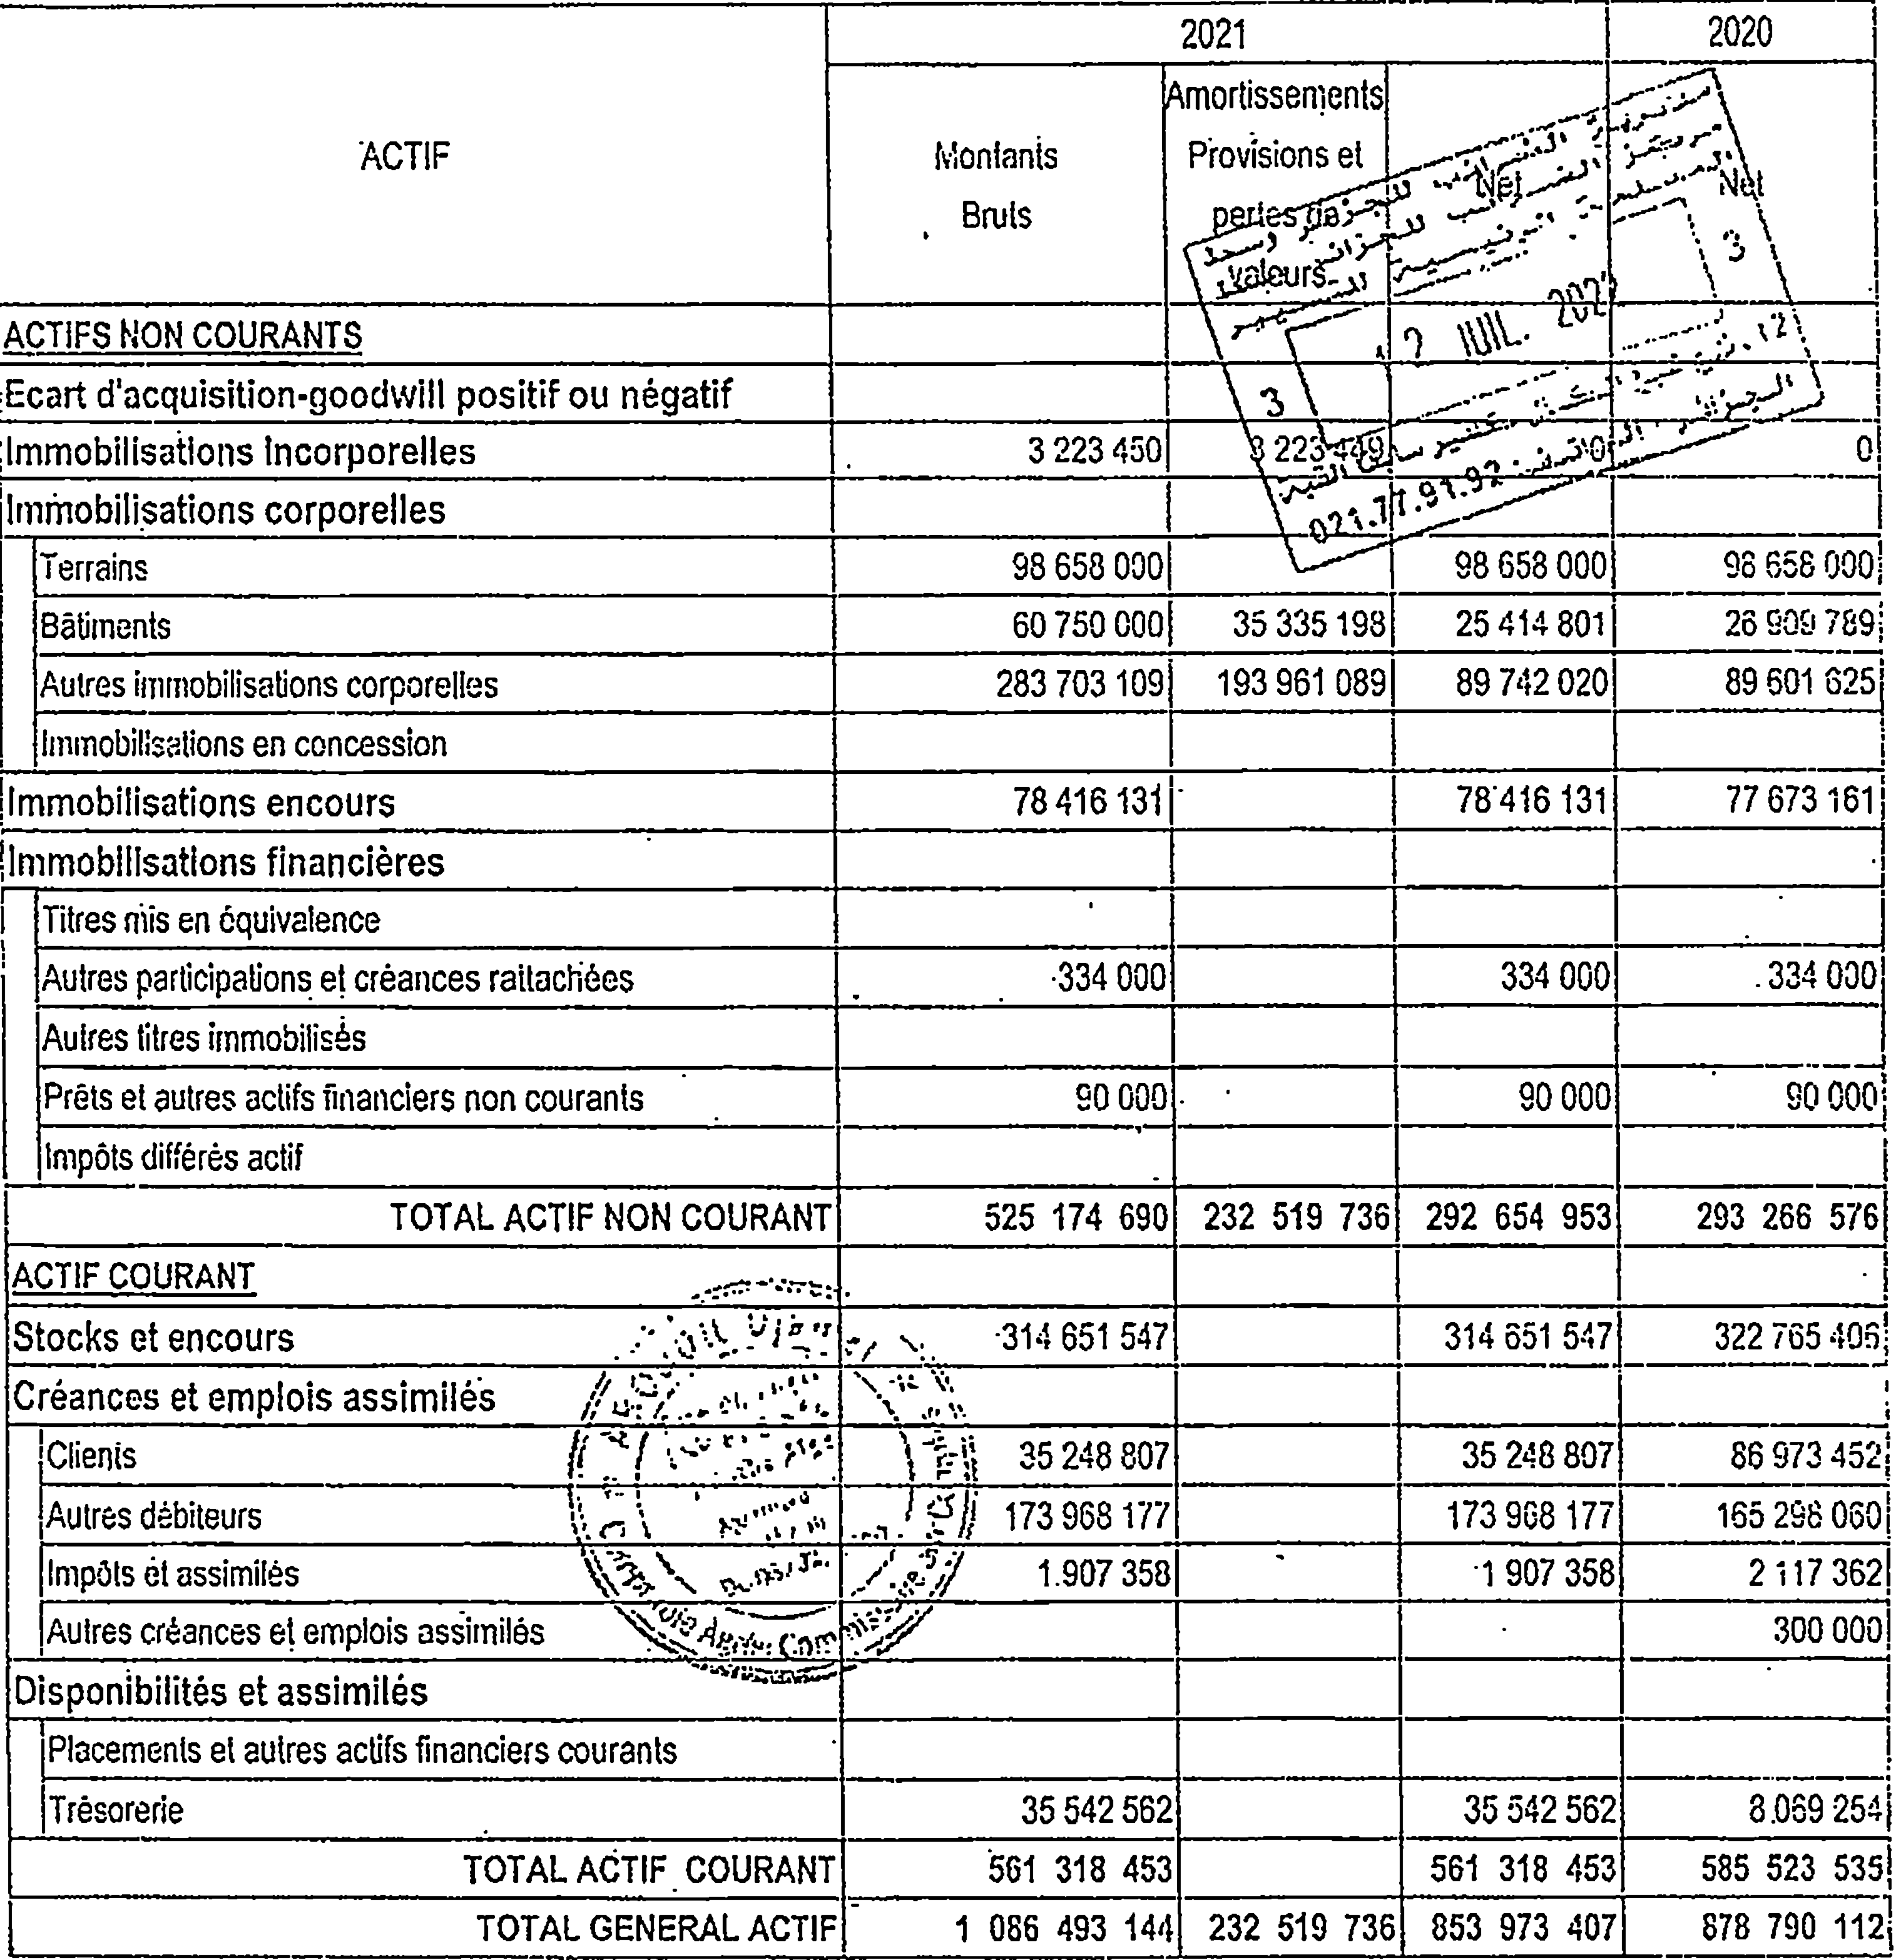 2021 2020
ACTIF
Montants Bruts
Amortissements Provisions et pertes de valeurs
Net
Net
2 JUIL. 202
3
3
021.77.91.92
ACTIFS NON COURANTS
Ecart d'acquisition-goodwill positif ou négatif
Immobilisations Incorporelles 3 223 450 3 223 449 0 0
Immobilisations corporelles
Terrains 98 658 000 98 658 000 98 658 000
Bâtiments 60 750 000 35 335 198 25 414 801 26 909 789
Autres immobilisations corporelles 283 703 109 193 961 089 89 742 020 89 601 625
Immobilisations en concession
Immobilisations encours 78 416 131 78 416 131 77 673 161
Immobilisations financières
Titres mis en équivalence
Autres participations et créances rattachées 334 000 334 000 334 000
Autres titres immobilisés
Prêts et autres actifs financiers non courants 90 000 90 000 90 000
Impôts différés actif
TOTAL ACTIF NON COURANT 525 174 690 232 519 736 292 654 953 293 266 576
ACTIF COURANT
Stocks et encours 314 651 547 314 651 547 322 765 406
Créances et emplois assimilés
Clients 35 248 807 35 248 807 86 973 452
Autres débiteurs 173 968 177 173 968 177 165 298 060
Impôts et assimilés 1.907 358 1 907 358 2 117 362
Autres créances et emplois assimilés 300 000
Disponibilités et assimilés
Placements et autres actifs financiers courants
Trésorerie 35 542 562 35 542 562 8.069 254
TOTAL ACTIF COURANT 561 318 453 561 318 453 585 523 535
TOTAL GENERAL ACTIF 1 086 493 144 232 519 736 853 973 407 878 790 112